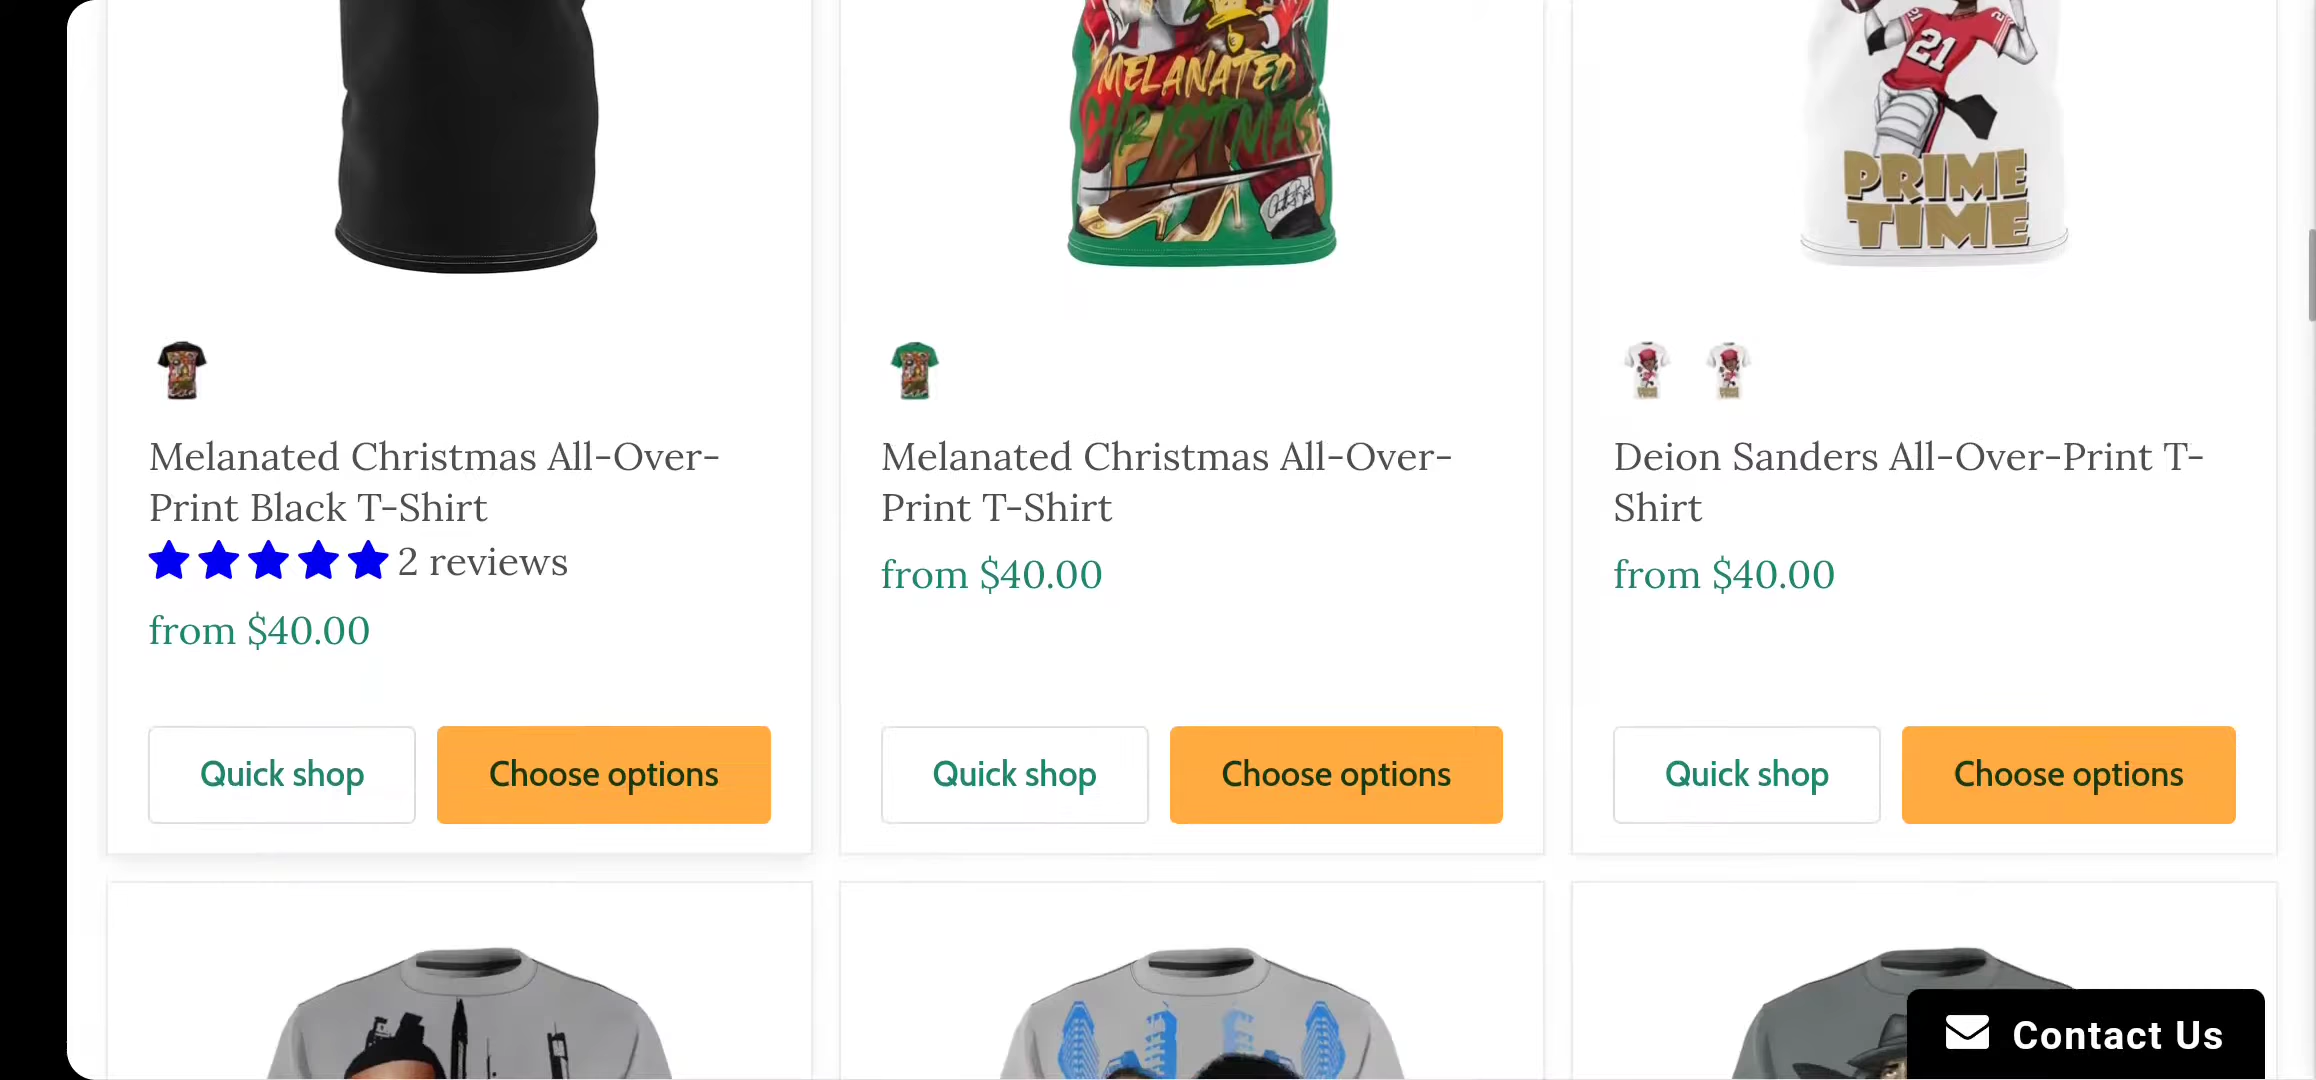 MELANATED
CHRISTMAS
21
PRIME
TIME
Melanated Christmas All-Over-
Print Black T-Shirt
2 reviews
from $40.00
Quick shop
Choose options
Melanated Christmas All-Over-
Print T-Shirt
from $40.00
Quick shop
Choose options
Deion Sanders All-Over-Print T-
Shirt
from $40.00
Quick shop
Choose options
Contact Us